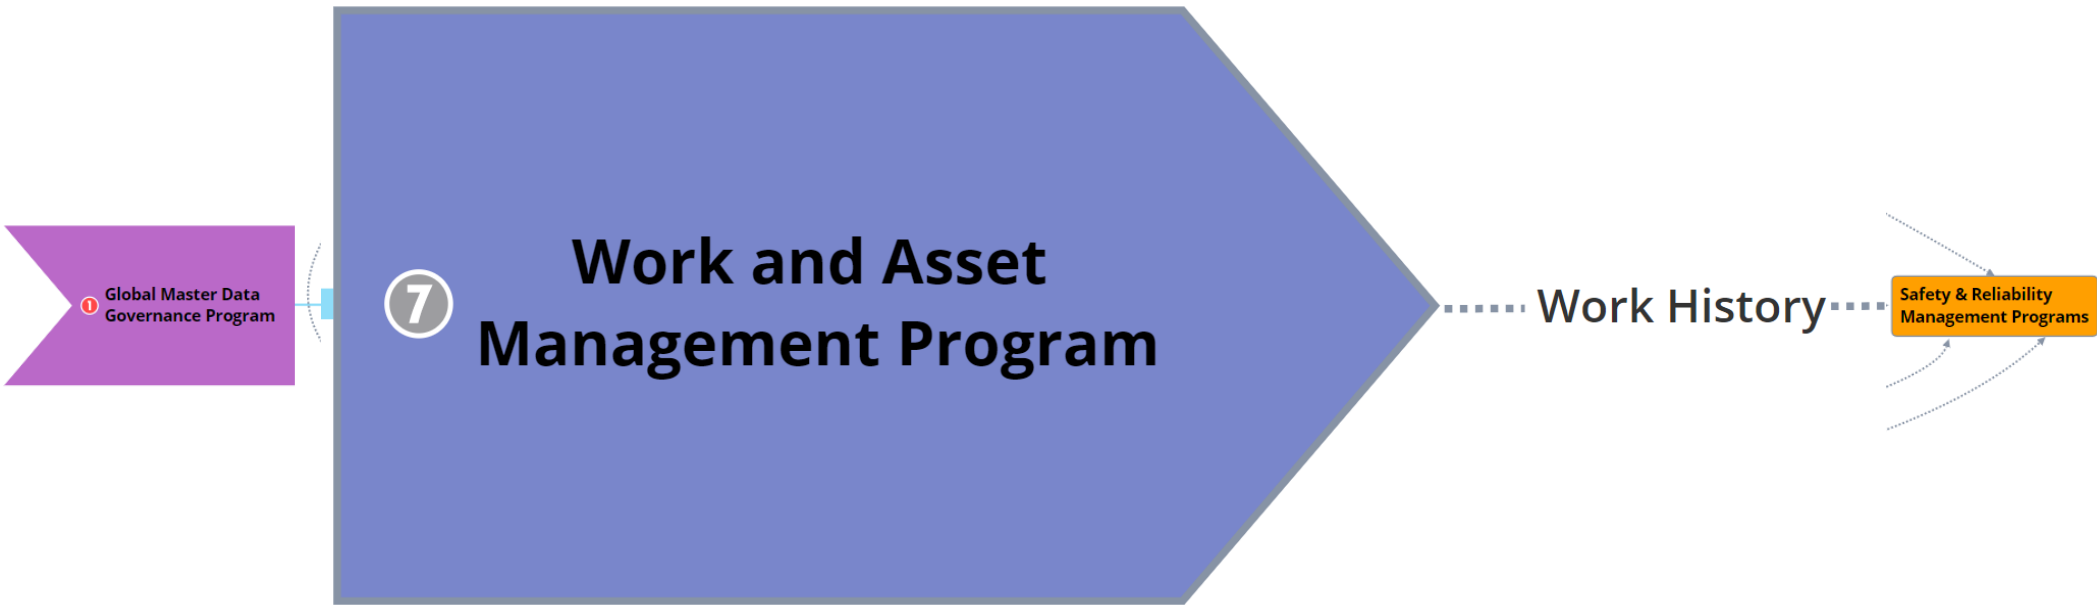 1
Global Master Data
Governance Program
7
Work and Asset
Management Program
Work History
Safety & Reliability
Management Programs